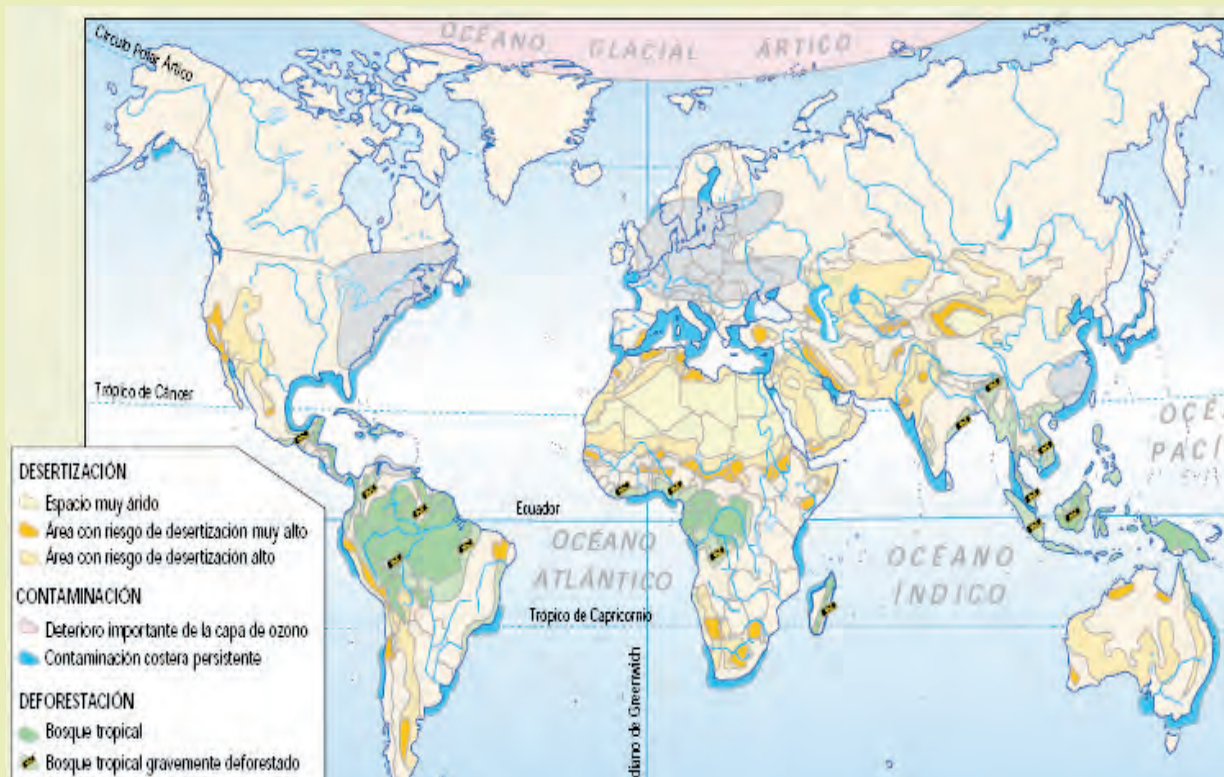 OCÉANO GLACIAL ÁRTICO
Círculo Polar Ártico
Trópico de Cáncer
OCÉ
PACÍ
DESERTIZACIÓN
Espacio muy árido
Área con riesgo de desertización muy alto
Área con riesgo de desertización alto
CONTAMINACIÓN
Deterioro importante de la capa de ozono
Contaminación costera persistente
DEFORESTACIÓN
Bosque tropical
Bosque tropical gravemente deforestado
Ecuador
OCÉANO
ATLÁNTICO
OCÉANO
ÍNDICO
Trópico de Capricornio
diano de Greenwich